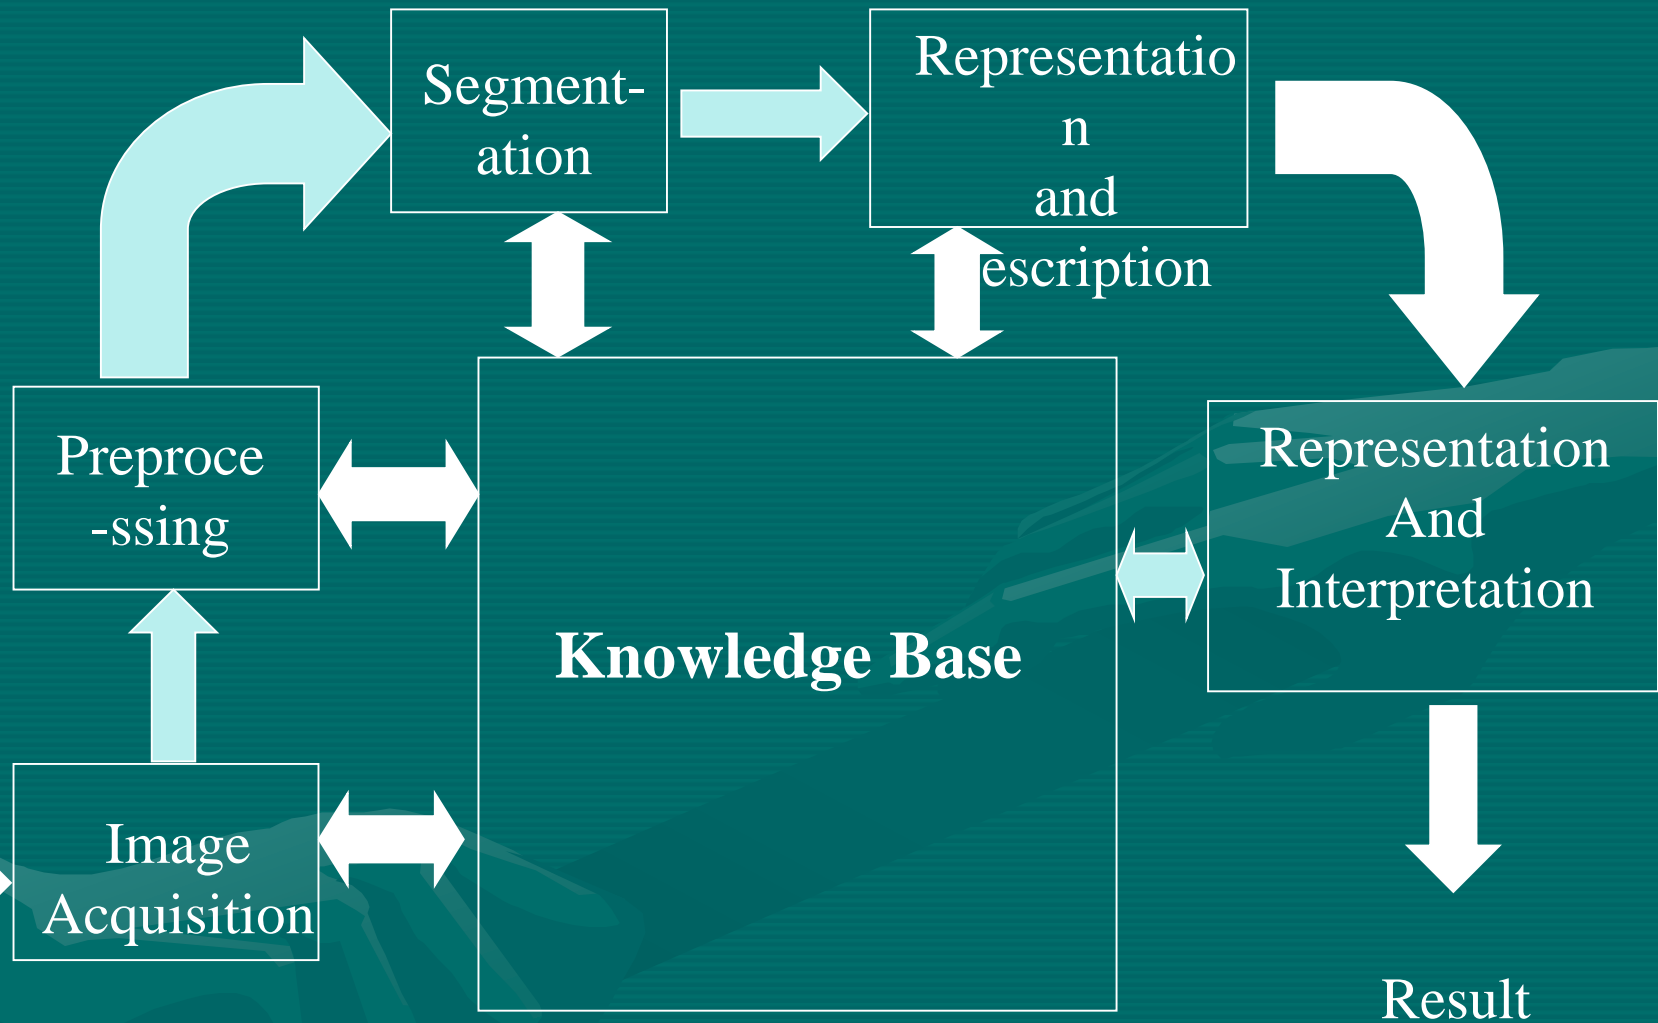 Segment-
ation
Representatio
n
and
escription
Preproce
-ssing
Representation
And
Interpretation
Knowledge Base
Image
Acquisition
Result